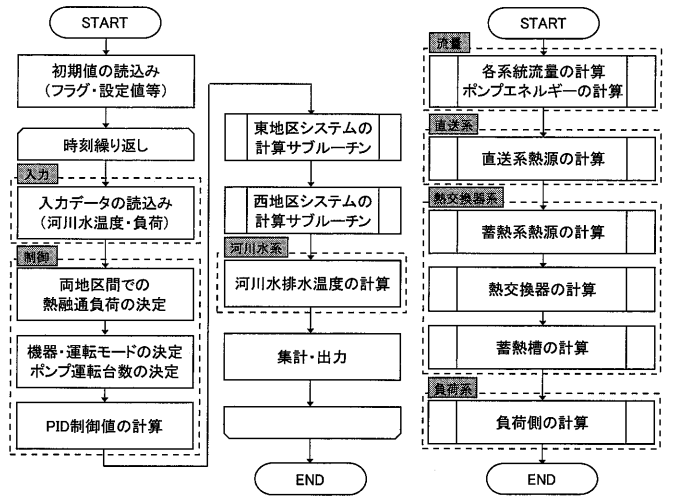 START
初期値の読込み
(フラグ・設定値等)
時刻繰り返し
入力
入力データの読込み
(河川水温度・負荷)
制御
両地区間での
熱融通負荷の決定
機器・運転モードの決定
ポンプ運転台数の決定
PID制御値の計算
東地区システムの
計算サブルーチン
西地区システムの
計算サブルーチン
河川水系
河川水排水温度の計算
集計・出力
END
START
流量
各系統流量の計算
ポンプエネルギーの計算
直送系
直送系熱源の計算
熱交換器系
蓄熱系熱源の計算
熱交換器の計算
蓄熱槽の計算
負荷系
負荷側の計算
END